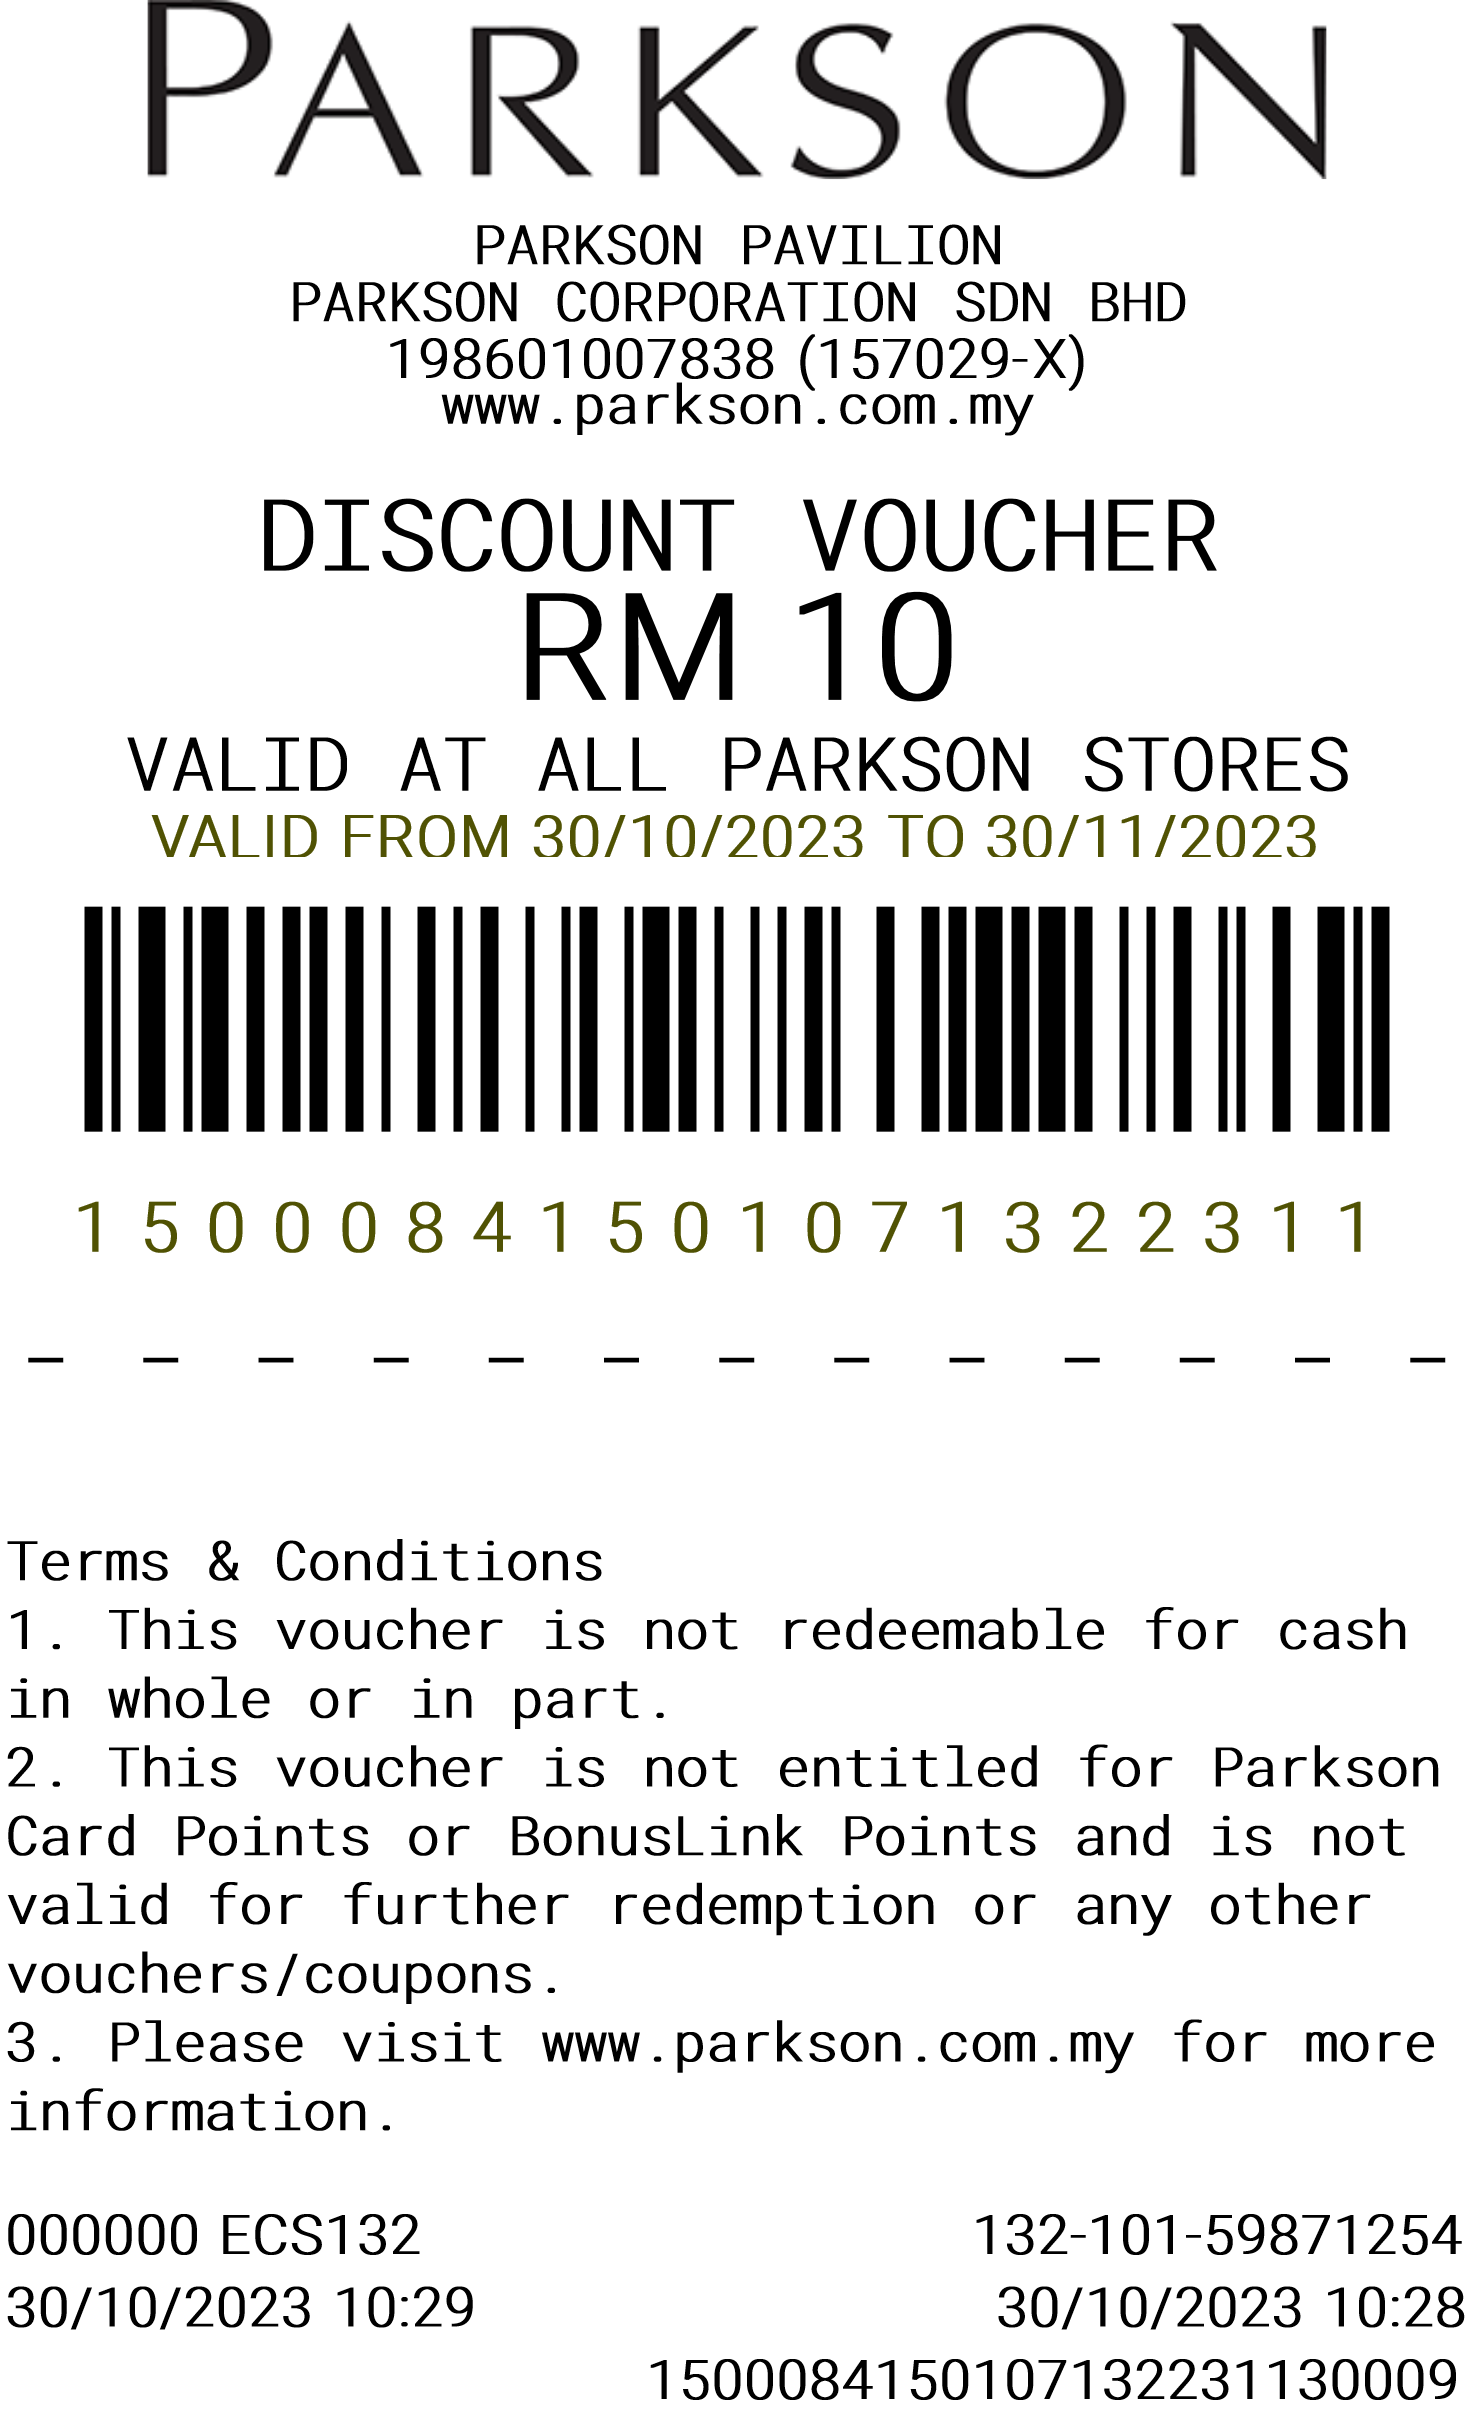 PARKSON
PARKSON PAVILION
PARKSON CORPORATION SDN BHD
198601007838 (157029-X)
www.parkson.com.my
DISCOUNT VOUCHER
RM 10
VALID AT ALL PARKSON STORES
VALID FROM 30/10/2023 TO 30/11/2023
1 5 0 0 0 8 4 1 5 0 1 0 7 1 3 2 2 3 1 1
_ _ _ _ _ _ _ _ _ _ _ _ _
Terms & Conditions
1. This voucher is not redeemable for cash
in whole or in part.
2. This voucher is not entitled for Parkson
Card Points or BonusLink Points and is not
valid for further redemption or any other
vouchers/coupons.
3. Please visit www.parkson.com.my for more
information.
000000 ECS132 132-101-59871254
30/10/2023 10:29 30/10/2023 10:28
1500084150107132231130009